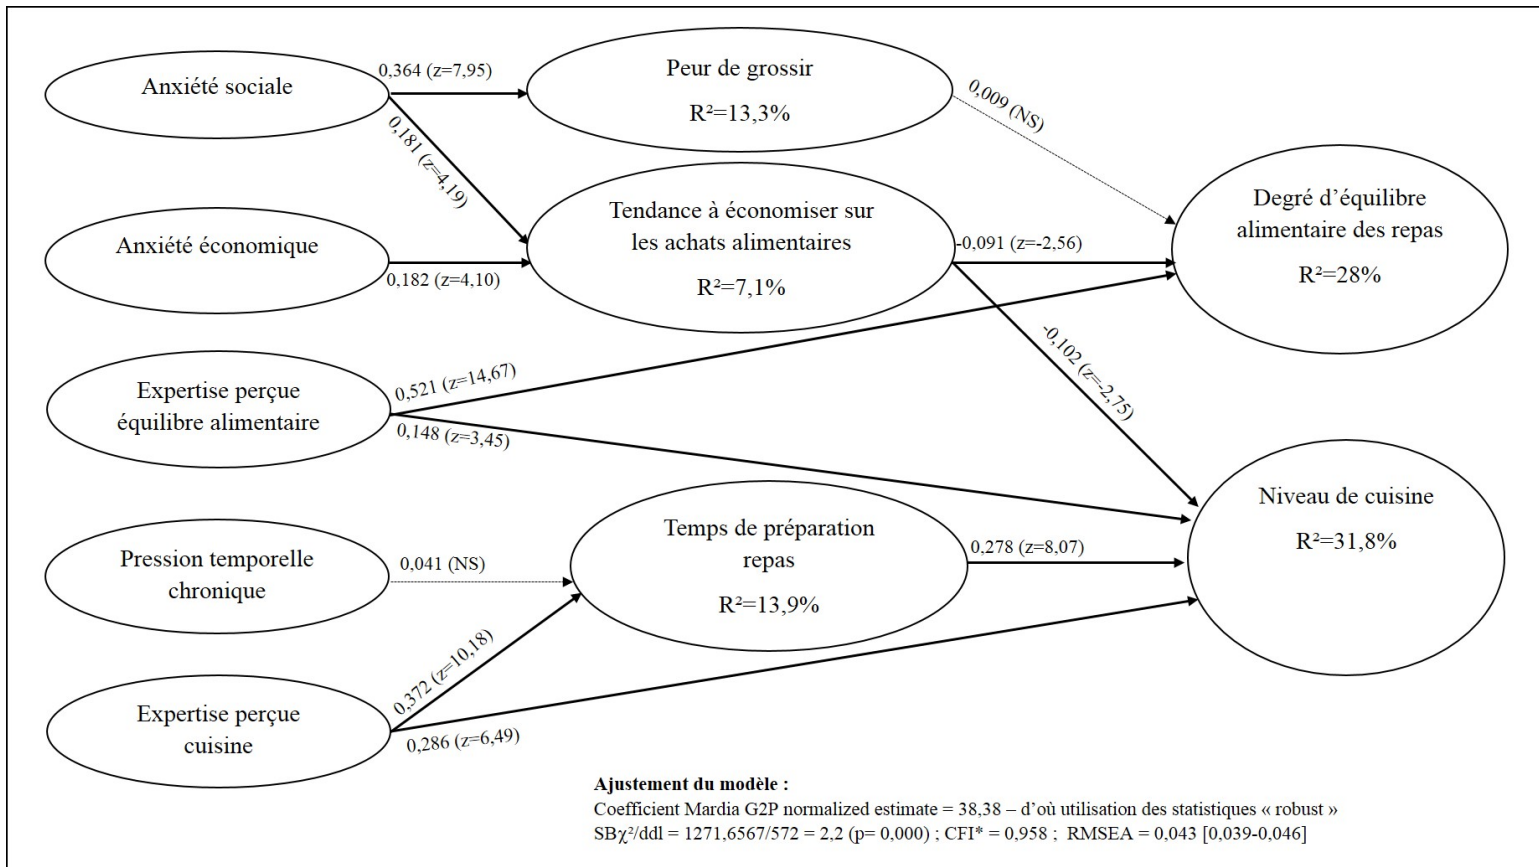 Anxiété sociale
0,364 (z=7,95)
0,181 (z=4,19)
Peur de grossir
R²=13,3%
0,009 (NS)
Anxiété économique
0,182 (z=4,10)
Tendance à économiser sur
les achats alimentaires
R²=7,1%
-0,091 (z=-2,56)
-0,102 (z=-2,75)
Degré d’équilibre
alimentaire des repas
R²=28%
Expertise perçue
équilibre alimentaire
0,521 (z=14,67)
0,148 (z=3,45)
Pression temporelle
chronique
0,041 (NS)
Temps de préparation
repas
R²=13,9%
0,278 (z=8,07)
Niveau de cuisine
R²=31,8%
Expertise perçue
cuisine
0,372 (z=10,18)
0,286 (z=6,49)
Ajustement du modèle :
Coefficient Mardia G2P normalized estimate = 38,38 – d’où utilisation des statistiques « robust »
SBχ²/ddl = 1271,6567/572 = 2,2 (p= 0,000) ; CFI* = 0,958 ; RMSEA = 0,043 [0,039-0,046]